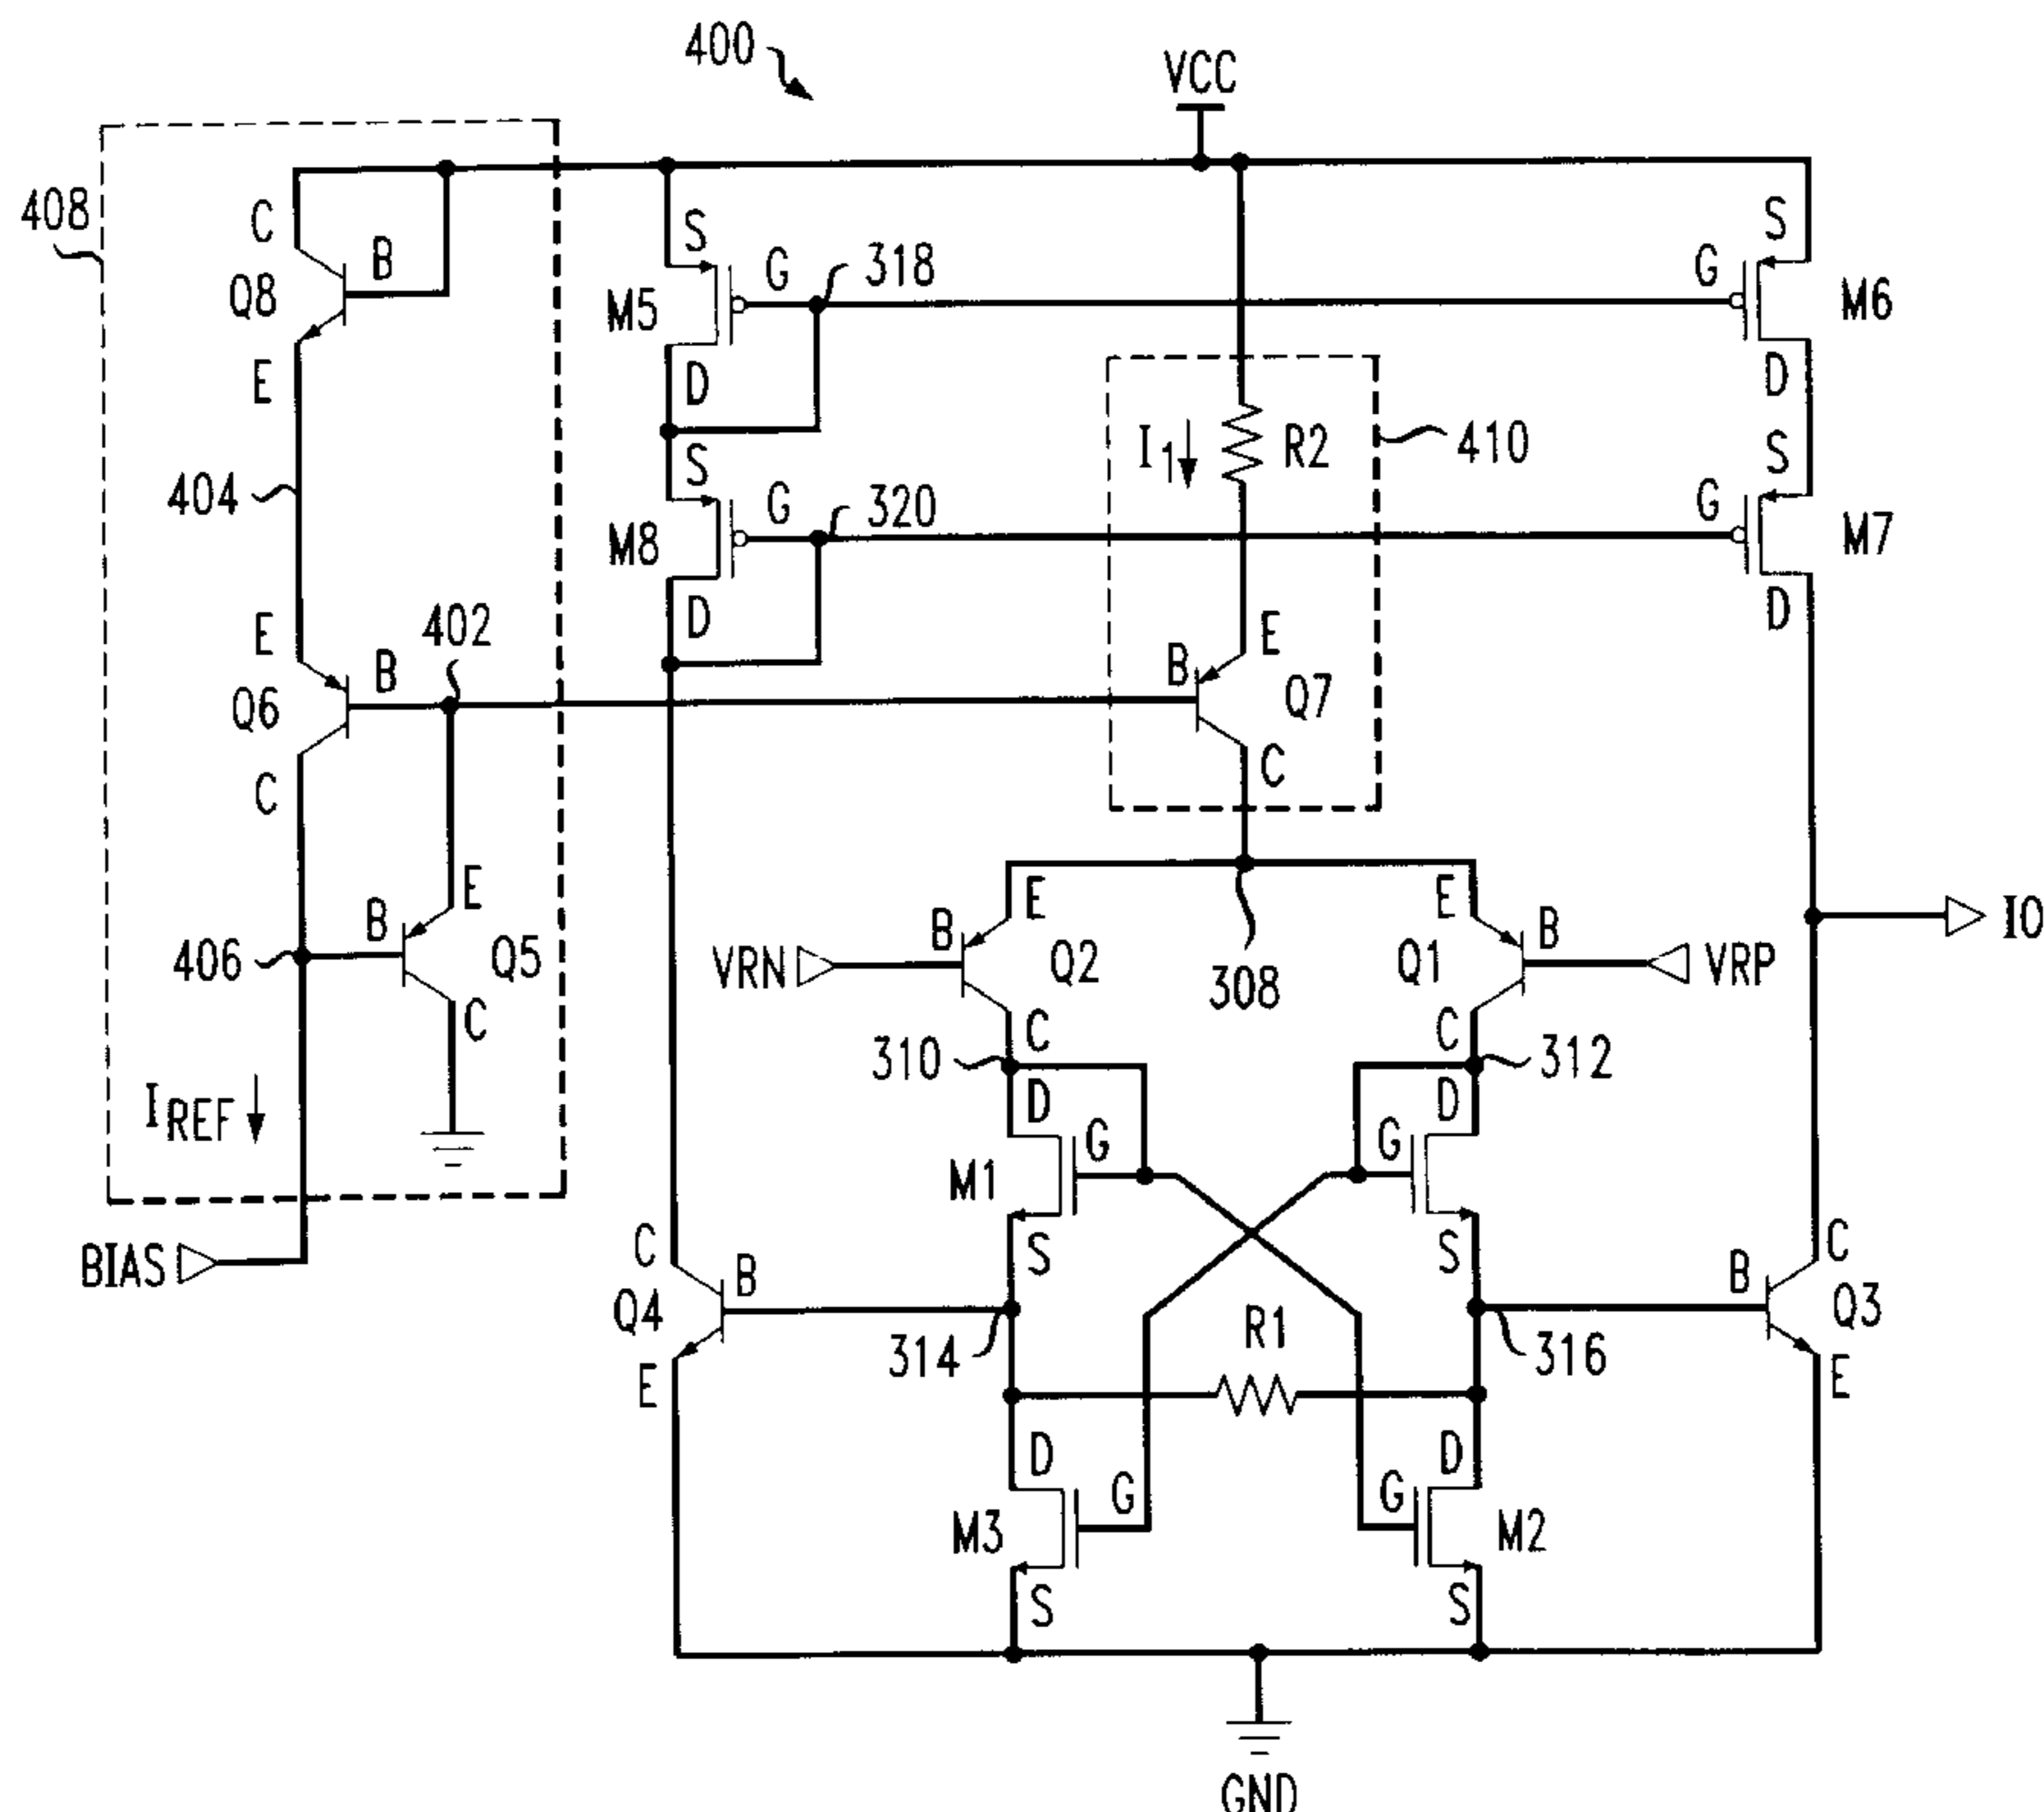 400
VCC
408
C
B
Q8
E
S
G
318
M5
D
S
G
M6
D
404
I1
R2
410
S
G
320
M8
D
S
G
M7
D
E
402
B
Q6
C
B
E
Q7
C
E
B
Q5
C
406
IREF
BIAS
VRN
B
E
Q2
C
308
E
Q1
B
VRP
C
IO
310
312
D
G
M1
S
D
G
S
C
B
Q4
E
314
R1
316
B
C
Q3
E
D
G
M3
S
D
G
M2
S
GND